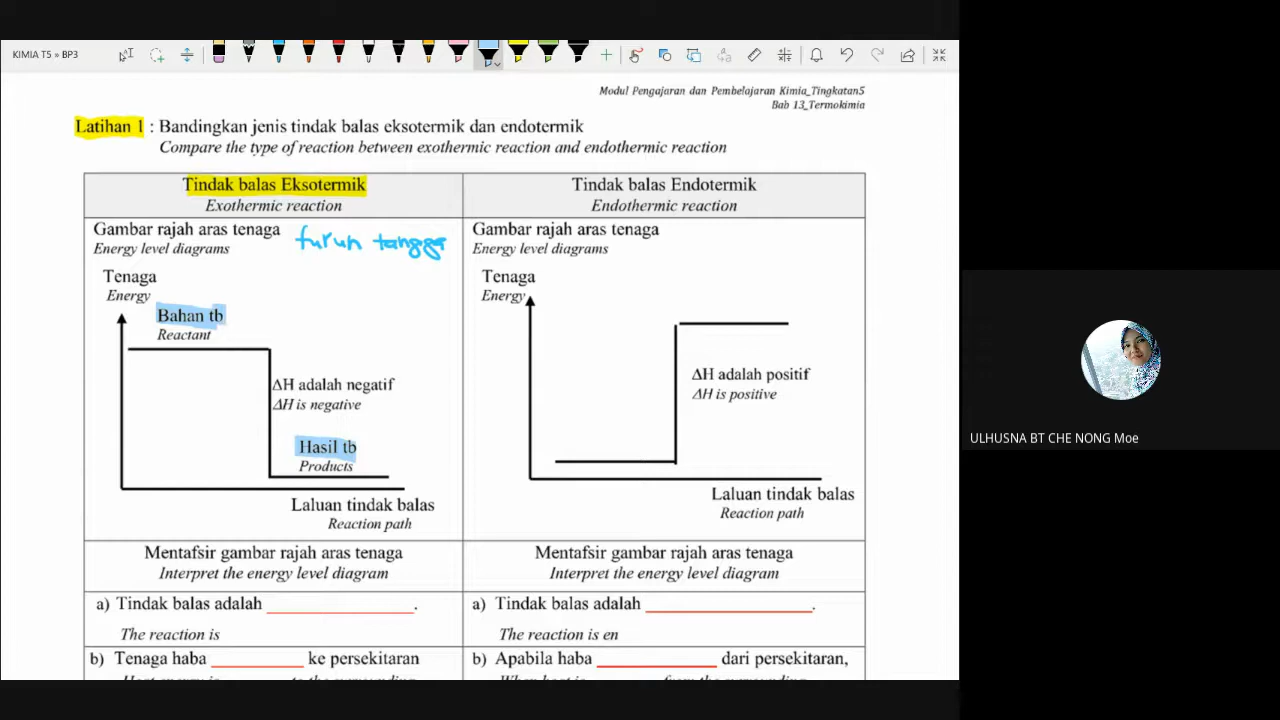 KIMIA T5 » BP3
Modul Pengajaran dan Pembelajaran Kimia_Tingkatan5
Bab 13_Termokimia
Latihan 1 : Bandingkan jenis tindak balas eksotermik dan endotermik
Compare the type of reaction between exothermic reaction and endothermic reaction
Tindak balas Eksotermik
Exothermic reaction
Tindak balas Endotermik
Endothermic reaction
Gambar rajah aras tenaga turun tangga
Energy level diagrams
Tenaga
Energy
Bahan tb
Reactant
ΔH adalah negatif
ΔH is negative
Hasil tb
Products
Laluan tindak balas
Reaction path
Gambar rajah aras tenaga
Energy level diagrams
Tenaga
Energy
ΔH adalah positif
ΔH is positive
Laluan tindak balas
Reaction path
Mentafsir gambar rajah aras tenaga
Interpret the energy level diagram
Mentafsir gambar rajah aras tenaga
Interpret the energy level diagram
a) Tindak balas adalah ________________.
The reaction is
a) Tindak balas adalah ________________.
The reaction is en
b) Tenaga haba __________ ke persekitaran
b) Apabila haba __________ dari persekitaran,
ULHUSNA BT CHE NONG Moe